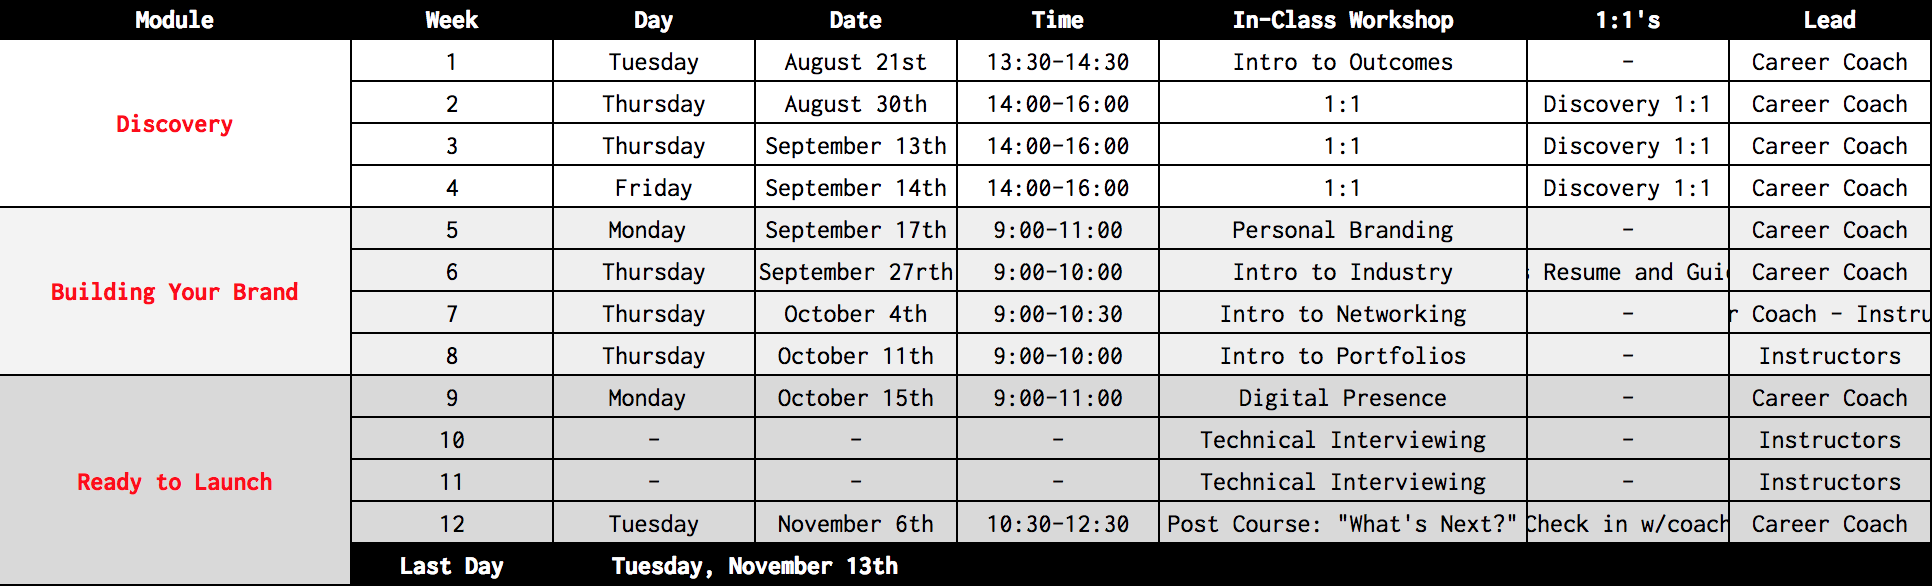 Module Week Day Date Time In-Class Workshop 1:1's Lead
Discovery
1 Tuesday August 21st 13:30-14:30 Intro to Outcomes - Career Coach
2 Thursday August 30th 14:00-16:00 1:1 Discovery 1:1 Career Coach
3 Thursday September 13th 14:00-16:00 1:1 Discovery 1:1 Career Coach
4 Friday September 14th 14:00-16:00 1:1 Discovery 1:1 Career Coach
Building Your Brand
5 Monday September 17th 9:00-11:00 Personal Branding - Career Coach
6 Thursday September 27rth 9:00-10:00 Intro to Industry Resume and Career Coach
7 Thursday October 4th 9:00-10:30 Intro to Networking - Coach -
8 Thursday October 11th 9:00-10:00 Intro to Portfolios - Instructors
Ready to Launch
9 Monday October 15th 9:00-11:00 Digital Presence - Career Coach
10 - - - Technical Interviewing - Instructors
11 - - - Technical Interviewing - Instructors
12 Tuesday November 6th 10:30-12:30 Post Course: "What's Next?" Check in w/coach Career Coach
Last Day Tuesday, November 13th